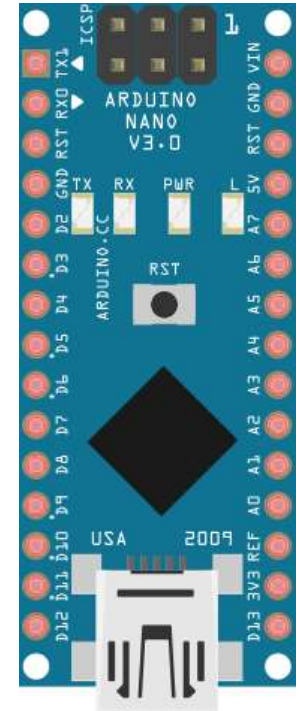 ICSP
1
TX1
RX0
RST
GND
D2
D3
D4
D5
D6
D7
D8
D9
D10
D11
D12
ARDUINO
NANO
V3.0
TX RX PWR L
ARDUINO.CC
RST
USA 2009
VIN
GND
RST
5V
A7
A6
A5
A4
A3
A2
A1
A0
REF
3V3
D13